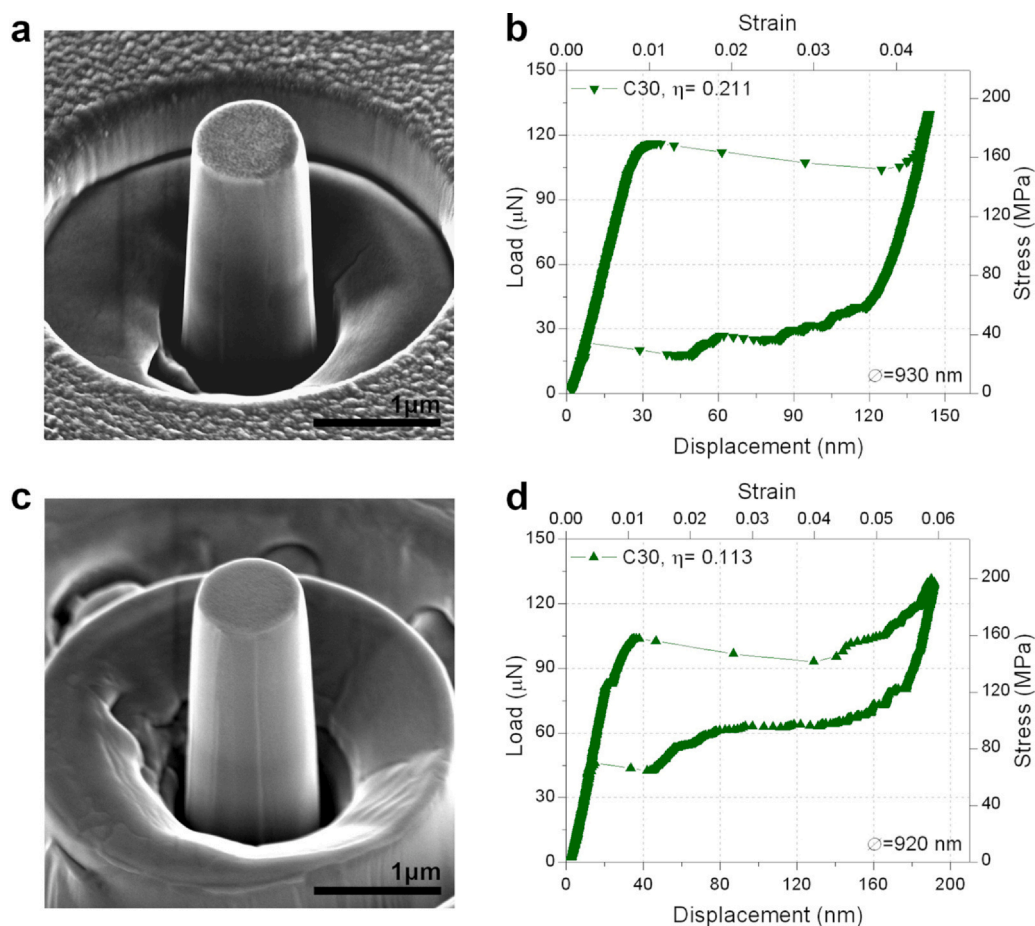 a
1μm
b
Strain
0.00 0.01 0.02 0.03 0.04
150
120
90
60
30
0
Load (μN)
C30, η= 0.211
200
160
120
80
40
0
Stress (MPa)
Ø=930 nm
0 30 60 90 120 150
Displacement (nm)
c
1μm
d
Strain
0.00 0.01 0.02 0.03 0.04 0.05 0.06
150
120
90
60
30
0
Load (μN)
C30, η= 0.113
200
160
120
80
40
0
Stress (MPa)
Ø=920 nm
0 40 80 120 160 200
Displacement (nm)